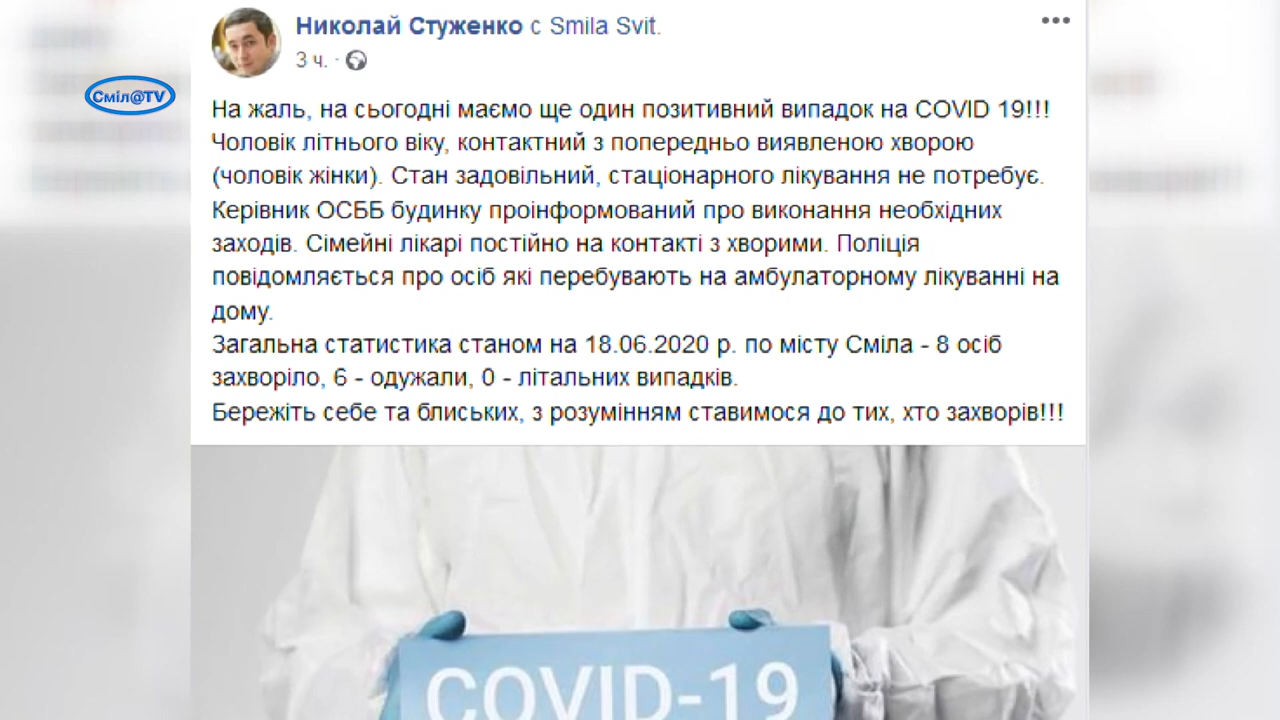 Николай Стуженко с Smila Svit.
3 ч. ·
Сміл@TV
На жаль, на сьогодні маємо ще один позитивний випадок на COVID 19!!!
Чоловік літнього віку, контактний з попередньо виявленою хворою
(чоловік жінки). Стан задовільний, стаціонарного лікування не потребує.
Керівник ОСББ будинку проінформований про виконання необхідних
заходів. Сімейні лікарі постійно на контакті з хворими. Поліція
повідомляється про осіб які перебувають на амбулаторному лікуванні на
дому.
Загальна статистика станом на 18.06.2020 р. по місту Сміла - 8 осіб
захворіло, 6 - одужали, 0 - літальних випадків.
Бережіть себе та блиських, з розумінням ставимося до тих, хто захворів!!!
COVID-19